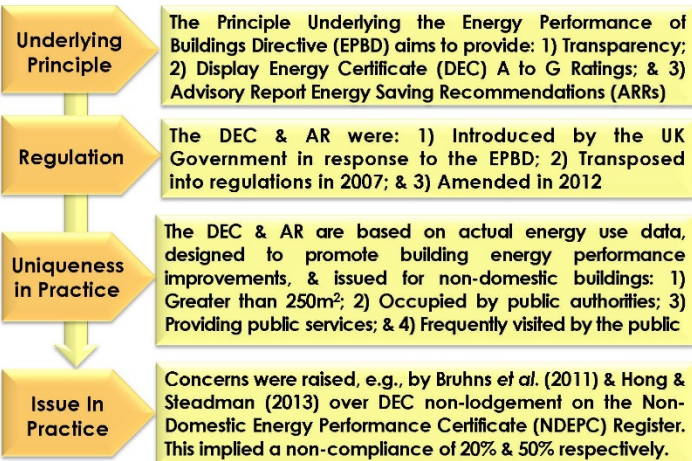 Underlying
Principle
The Principle Underlying the Energy Performance of
Buildings Directive (EPBD) aims to provide: 1) Transparency;
2) Display Energy Certificate (DEC) A to G Ratings; & 3)
Advisory Report Energy Saving Recommendations (ARRs)
Regulation
The DEC & AR were: 1) Introduced by the UK
Government in response to the EPBD; 2) Transposed
into regulations in 2007; & 3) Amended in 2012
Uniqueness
in Practice
The DEC & AR are based on actual energy use data,
designed to promote building energy performance
improvements, & issued for non-domestic buildings: 1)
Greater than 250m²; 2) Occupied by public authorities; 3)
Providing public services; & 4) Frequently visited by the public
Issue In
Practice
Concerns were raised, e.g., by Bruhns et al. (2011) & Hong &
Steadman (2013) over DEC non-lodgement on the Non-
Domestic Energy Performance Certificate (NDEPC) Register.
This implied a non-compliance of 20% & 50% respectively.